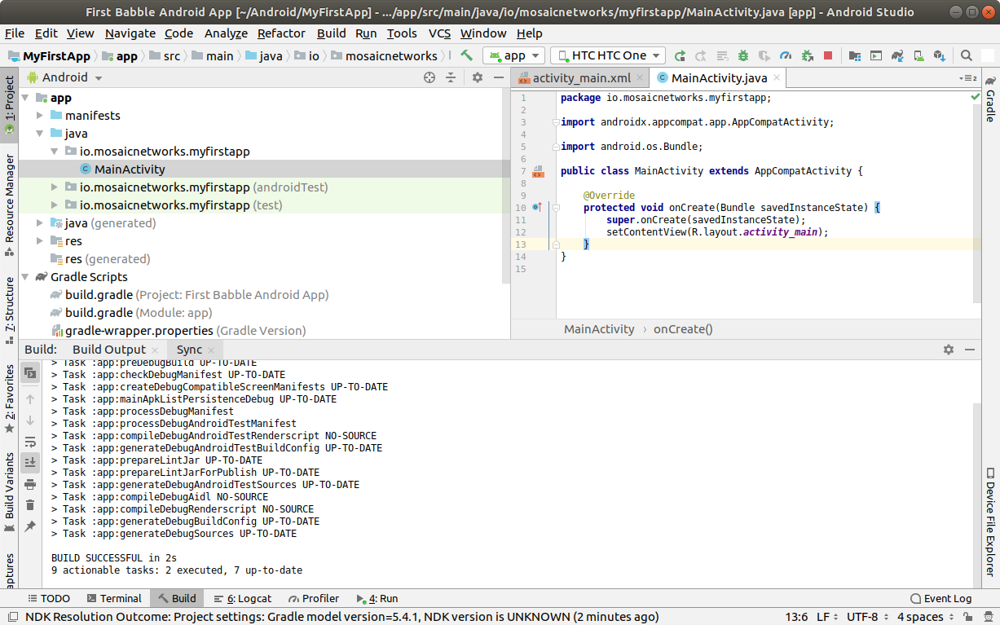 First Babble Android App [~/Android/MyFirstApp] - .../app/src/main/java/io/mosaicnetworks/myfirstapp/MainActivity.java [app] - Android Studio
File Edit View Navigate Code Analyze Refactor Build Run Tools VCS Window Help
MyFirstApp app src main java io mosaicnetworks app HTC HTC One
1: Project
Resource Manager
7: Structure
2: Favorites
Build Variants
aptures
Android
app
manifests
java
io.mosaicnetworks.myfirstapp
MainActivity
io.mosaicnetworks.myfirstapp (androidTest)
io.mosaicnetworks.myfirstapp (test)
java (generated)
res
res (generated)
Gradle Scripts
build.gradle (Project: First Babble Android App)
build.gradle (Module: app)
gradle-wrapper.properties (Gradle Version)
activity_main.xml MainActivity.java 2
1 package io.mosaicnetworks.myfirstapp;
2
3 import androidx.appcompat.app.AppCompatActivity;
4
5 import android.os.Bundle;
6
7 public class MainActivity extends AppCompatActivity {
8
9 @Override
10 protected void onCreate(Bundle savedInstanceState) {
11 super.onCreate(savedInstanceState);
12 setContentView(R.layout.activity_main);
13 }
14 }
15
MainActivity › onCreate()
Gradle
Device File Explorer
Build: Build Output Sync
> Task :app:preDebugBuild UP-TO-DATE
> Task :app:checkDebugManifest UP-TO-DATE
> Task :app:createDebugCompatibleScreenManifests UP-TO-DATE
> Task :app:mainApkListPersistenceDebug UP-TO-DATE
> Task :app:processDebugManifest
> Task :app:processDebugAndroidTestManifest
> Task :app:compileDebugAndroidTestRenderscript NO-SOURCE
> Task :app:generateDebugAndroidTestBuildConfig UP-TO-DATE
> Task :app:prepareLintJar UP-TO-DATE
> Task :app:prepareLintJarForPublish UP-TO-DATE
> Task :app:generateDebugAndroidTestSources UP-TO-DATE
> Task :app:compileDebugAidl NO-SOURCE
> Task :app:compileDebugRenderscript NO-SOURCE
> Task :app:generateDebugBuildConfig UP-TO-DATE
> Task :app:generateDebugSources UP-TO-DATE
BUILD SUCCESSFUL in 2s
9 actionable tasks: 2 executed, 7 up-to-date
TODO Terminal Build 6: Logcat Profiler 4: Run Event Log
NDK Resolution Outcome: Project settings: Gradle model version=5.4.1, NDK version is UNKNOWN (2 minutes ago) 13:6 LF UTF-8 4 spaces